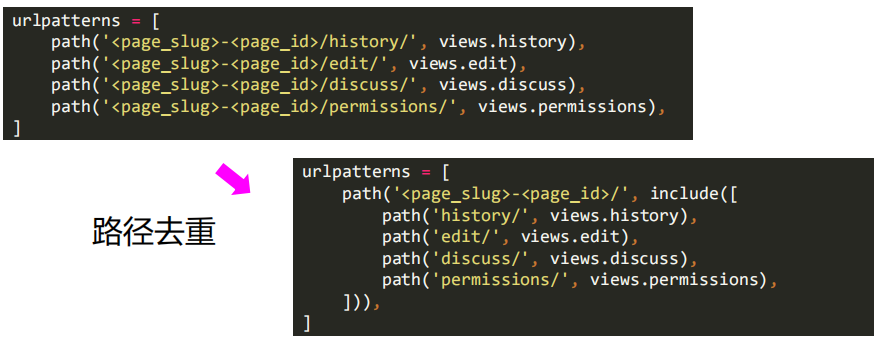 urlpatterns = [
    path('<page_slug>-<page_id>/history/', views.history),
    path('<page_slug>-<page_id>/edit/', views.edit),
    path('<page_slug>-<page_id>/discuss/', views.discuss),
    path('<page_slug>-<page_id>/permissions/', views.permissions),
]
路径去重
urlpatterns = [
    path('<page_slug>-<page_id>/', include([
        path('history/', views.history),
        path('edit/', views.edit),
        path('discuss/', views.discuss),
        path('permissions/', views.permissions),
    ])),
]